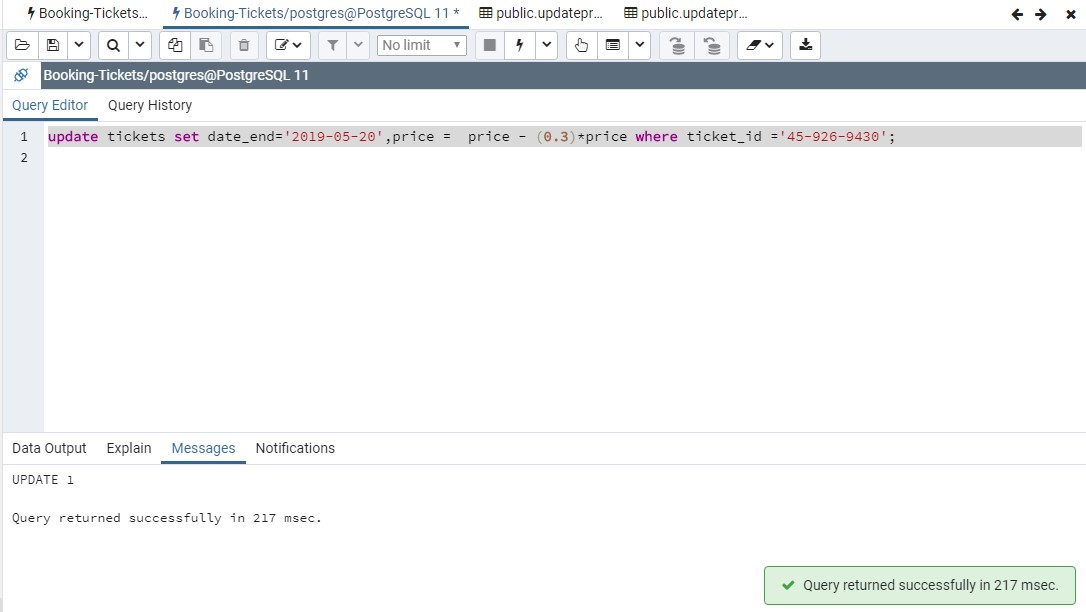 Booking-Tickets... Booking-Tickets/postgres@PostgreSQL 11 * public.updatepr... public.updatepr...
No limit
Booking-Tickets/postgres@PostgreSQL 11
Query Editor Query History
1 update tickets set date_end='2019-05-20',price =  price - (0.3)*price where ticket_id ='45-926-9430';
2
Data Output Explain Messages Notifications
UPDATE 1
Query returned successfully in 217 msec.
Query returned successfully in 217 msec.